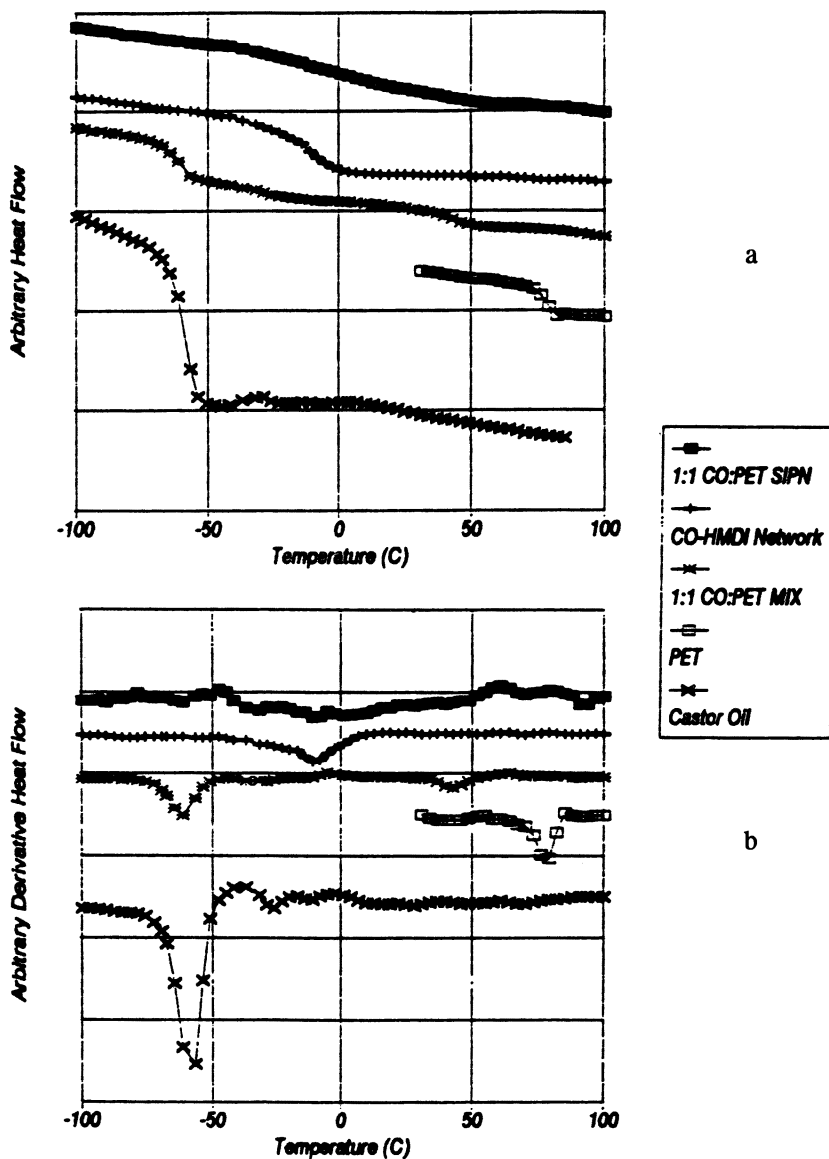 Arbitrary Heat Flow
a
-100
-50
0
50
100
Temperature (C)
1:1 CO:PET SIPN
CO-HMDI Network
1:1 CO:PET MIX
PET
Castor Oil
Arbitrary Derivative Heat Flow
b
-100
-50
0
50
100
Temperature (C)